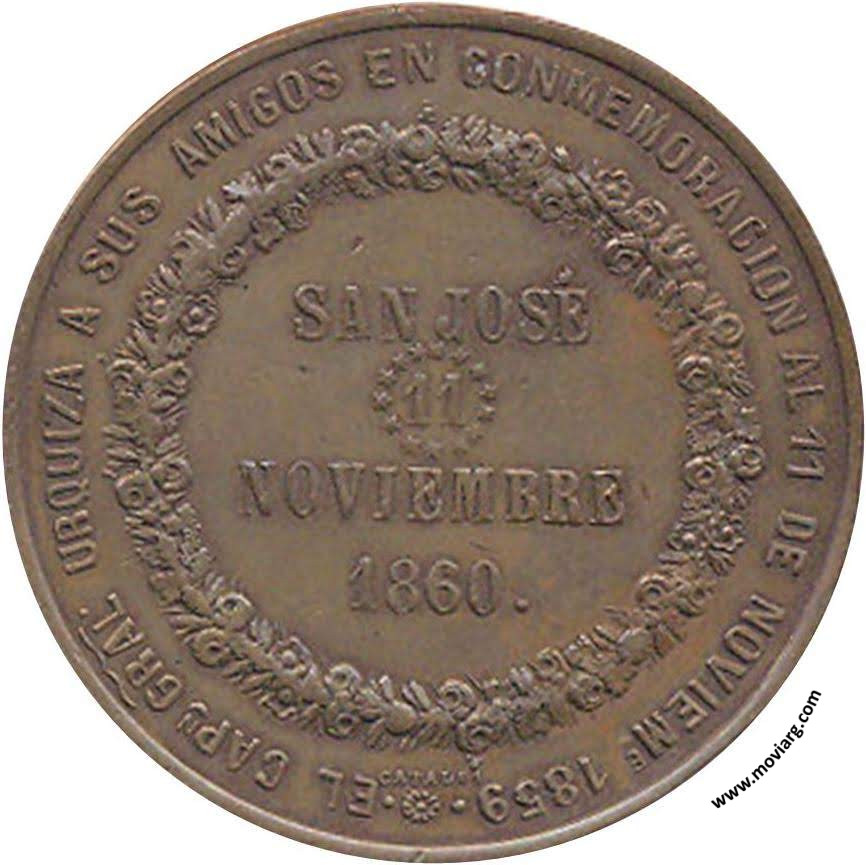 EL CAPN GRAL. URQUIZA A SUS AMIGOS EN CONMEMORACION AL 11 DE NOVIEME 1859
SAN JOSÉ
11
NOVIEMBRE
1860.
www.moviarg.com